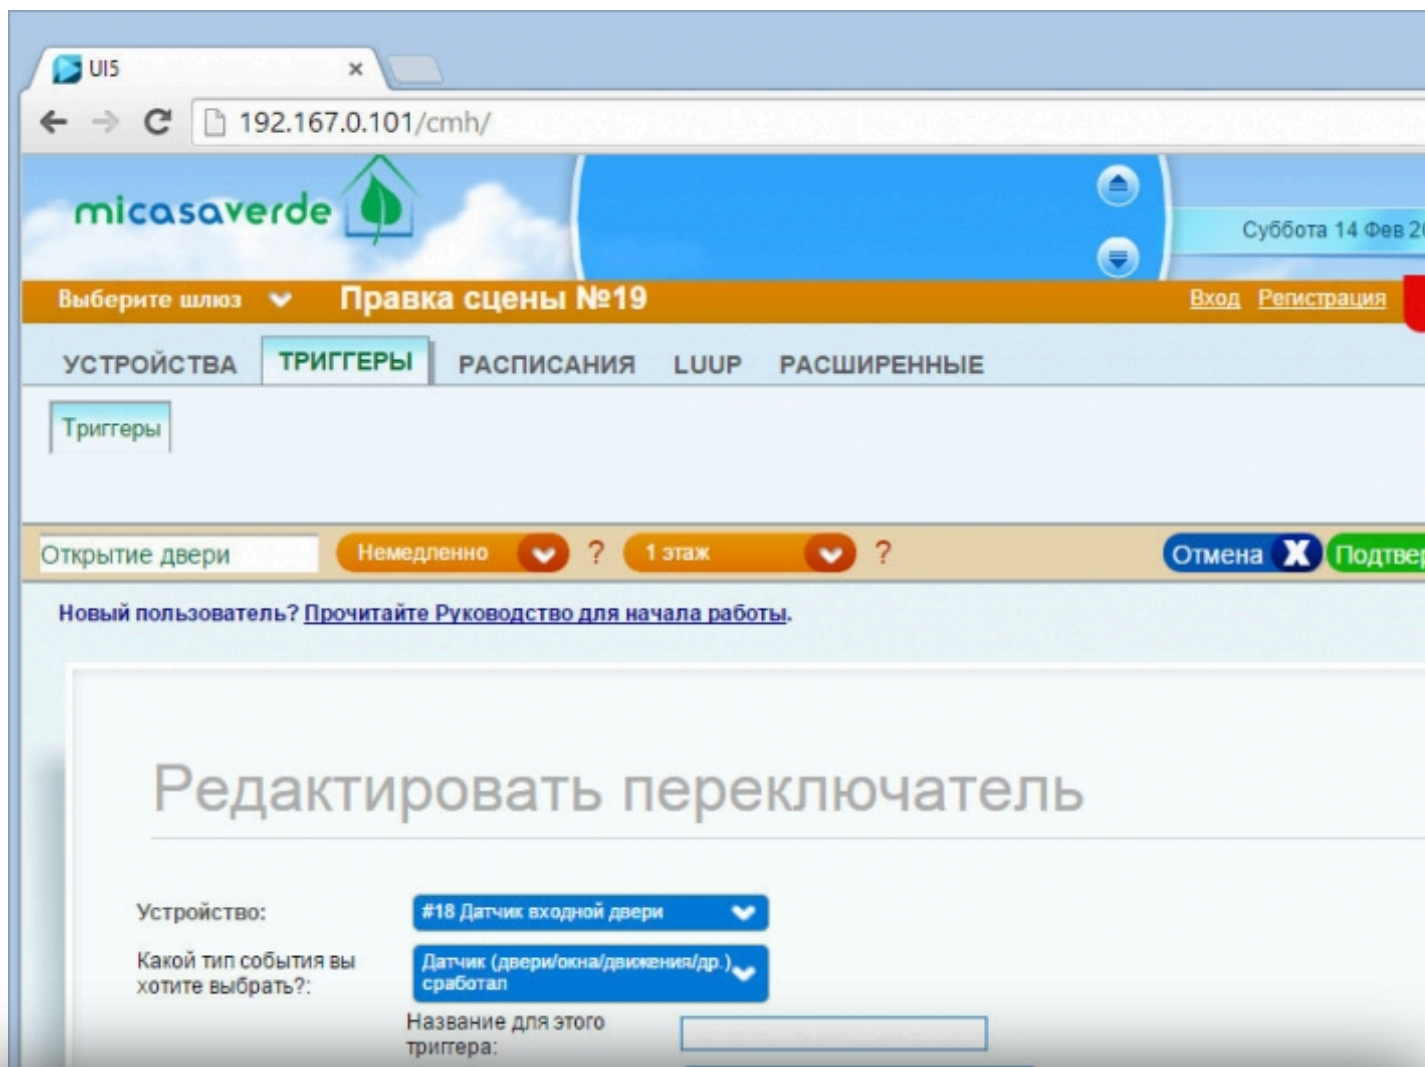 UI5
192.167.0.101/cmh/
micasaverde
Суббота 14 Фев
Выберите шлюз Правка сцены №19 Вход Регистрация
УСТРОЙСТВА ТРИГГЕРЫ РАСПИСАНИЯ LUUP РАСШИРЕННЫЕ
Триггеры
Открытие двери Немедленно ? 1 этаж ? Отмена X Подтвер
Новый пользователь? Прочитайте Руководство для начала работы.
Редактировать переключатель
Устройство: #18 Датчик входной двери
Какой тип события вы Датчик (двери/окна/движения/др.)
хотите выбрать?: сработал
Название для этого
триггера: